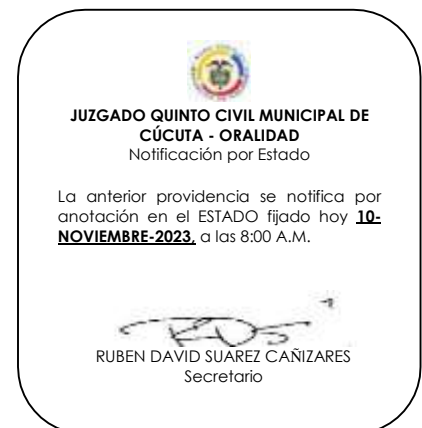 JUZGADO QUINTO CIVIL MUNICIPAL DE
CÚCUTA - ORALIDAD
Notificación por Estado
La anterior providencia se notifica por
anotación en el ESTADO fijado hoy 10-
NOVIEMBRE-2023, a las 8:00 A.M.
RUBEN DAVID SUAREZ CAÑIZARES
Secretario